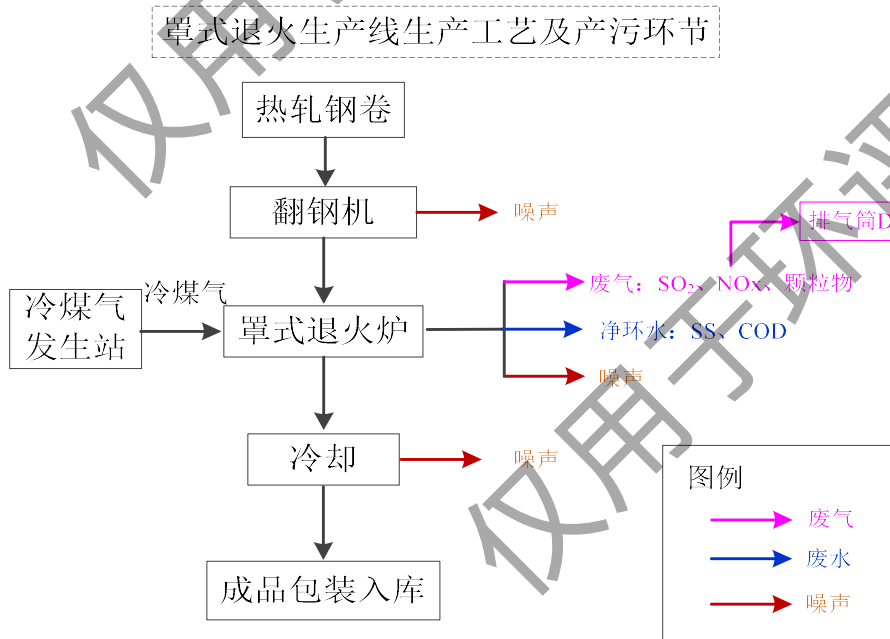 罩式退火生产线生产工艺及产污环节
热轧钢卷
翻钢机
噪声
排气筒D
废气：SO₂、NOx、颗粒物
冷煤气
发生站
冷煤气
罩式退火炉
净环水：SS、COD
噪声
冷却
噪声
成品包装入库
图例
废气
废水
噪声
仅用
仅用于环评